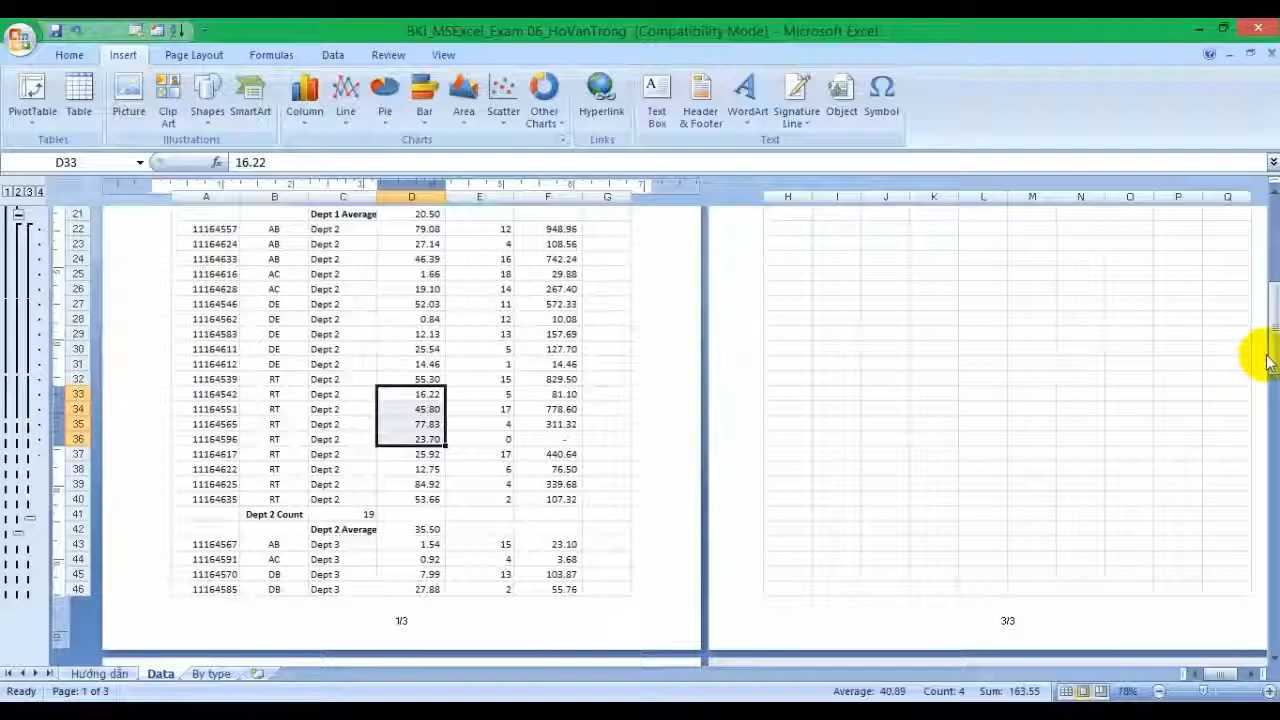 BKI_MSExcel_Exam 06_HoVanTrong [Compatibility Mode] - Microsoft Excel
Home Insert Page Layout Formulas Data Review View
PivotTable Table Picture Clip Art Shapes SmartArt Column Line Pie Bar Area Scatter Other Charts Hyperlink Text Box Header & Footer WordArt Signature Line Object Symbol
Tables Illustrations Charts Links Text
D33 fx 16.22
1 2 3 4
A B C D E F G H I J K L M N O P Q
21 Dept 1 Average 20.50
22 11164557 AB Dept 2 79.08 12 948.96
23 11164624 AB Dept 2 27.14 4 108.56
24 11164633 AB Dept 2 46.39 16 742.24
25 11164616 AC Dept 2 1.66 18 29.88
26 11164628 AC Dept 2 19.10 14 267.40
27 11164546 DE Dept 2 52.03 11 572.33
28 11164562 DE Dept 2 0.84 12 10.08
29 11164583 DE Dept 2 12.13 13 157.69
30 11164611 DE Dept 2 25.54 5 127.70
31 11164612 DE Dept 2 14.46 1 14.46
32 11164539 RT Dept 2 55.30 15 829.50
33 11164542 RT Dept 2 16.22 5 81.10
34 11164551 RT Dept 2 45.80 17 778.60
35 11164565 RT Dept 2 77.83 4 311.32
36 11164596 RT Dept 2 23.70 0 -
37 11164617 RT Dept 2 25.92 17 440.64
38 11164622 RT Dept 2 12.75 6 76.50
39 11164625 RT Dept 2 84.92 4 339.68
40 11164635 RT Dept 2 53.66 2 107.32
41 Dept 2 Count 19
42 Dept 2 Average 35.50
43 11164567 AB Dept 3 1.54 15 23.10
44 11164591 AC Dept 3 0.92 4 3.68
45 11164570 DB Dept 3 7.99 13 103.87
46 11164585 DB Dept 3 27.88 2 55.76
1/3 3/3
Hướng dẫn Data By type
Ready Page: 1 of 3 Average: 40.89 Count: 4 Sum: 163.55 78%